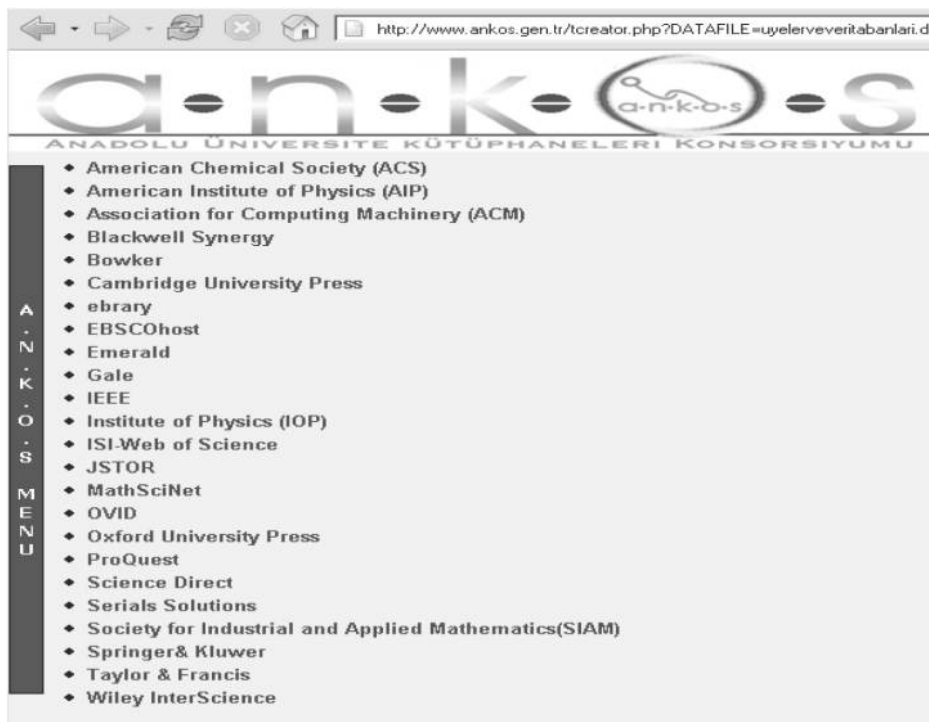 http://www.ankos.gen.tr/tcreator.php?DATAFILE=uyelerveveritabanlari.d
a·n·k·s
a·n·k·o·s
ANADOLU ÜNIVERSITE KÜTÜPHANELERI KONSORSIYUMU
A.N.K.O.S MENU
American Chemical Society (ACS)
American Institute of Physics (AIP)
Association for Computing Machinery (ACM)
Blackwell Synergy
Bowker
Cambridge University Press
ebrary
EBSCOhost
Emerald
Gale
IEEE
Institute of Physics (IOP)
ISI-Web of Science
JSTOR
MathSciNet
OVID
Oxford University Press
ProQuest
Science Direct
Serials Solutions
Society for Industrial and Applied Mathematics(SIAM)
Springer& Kluwer
Taylor & Francis
Wiley InterScience